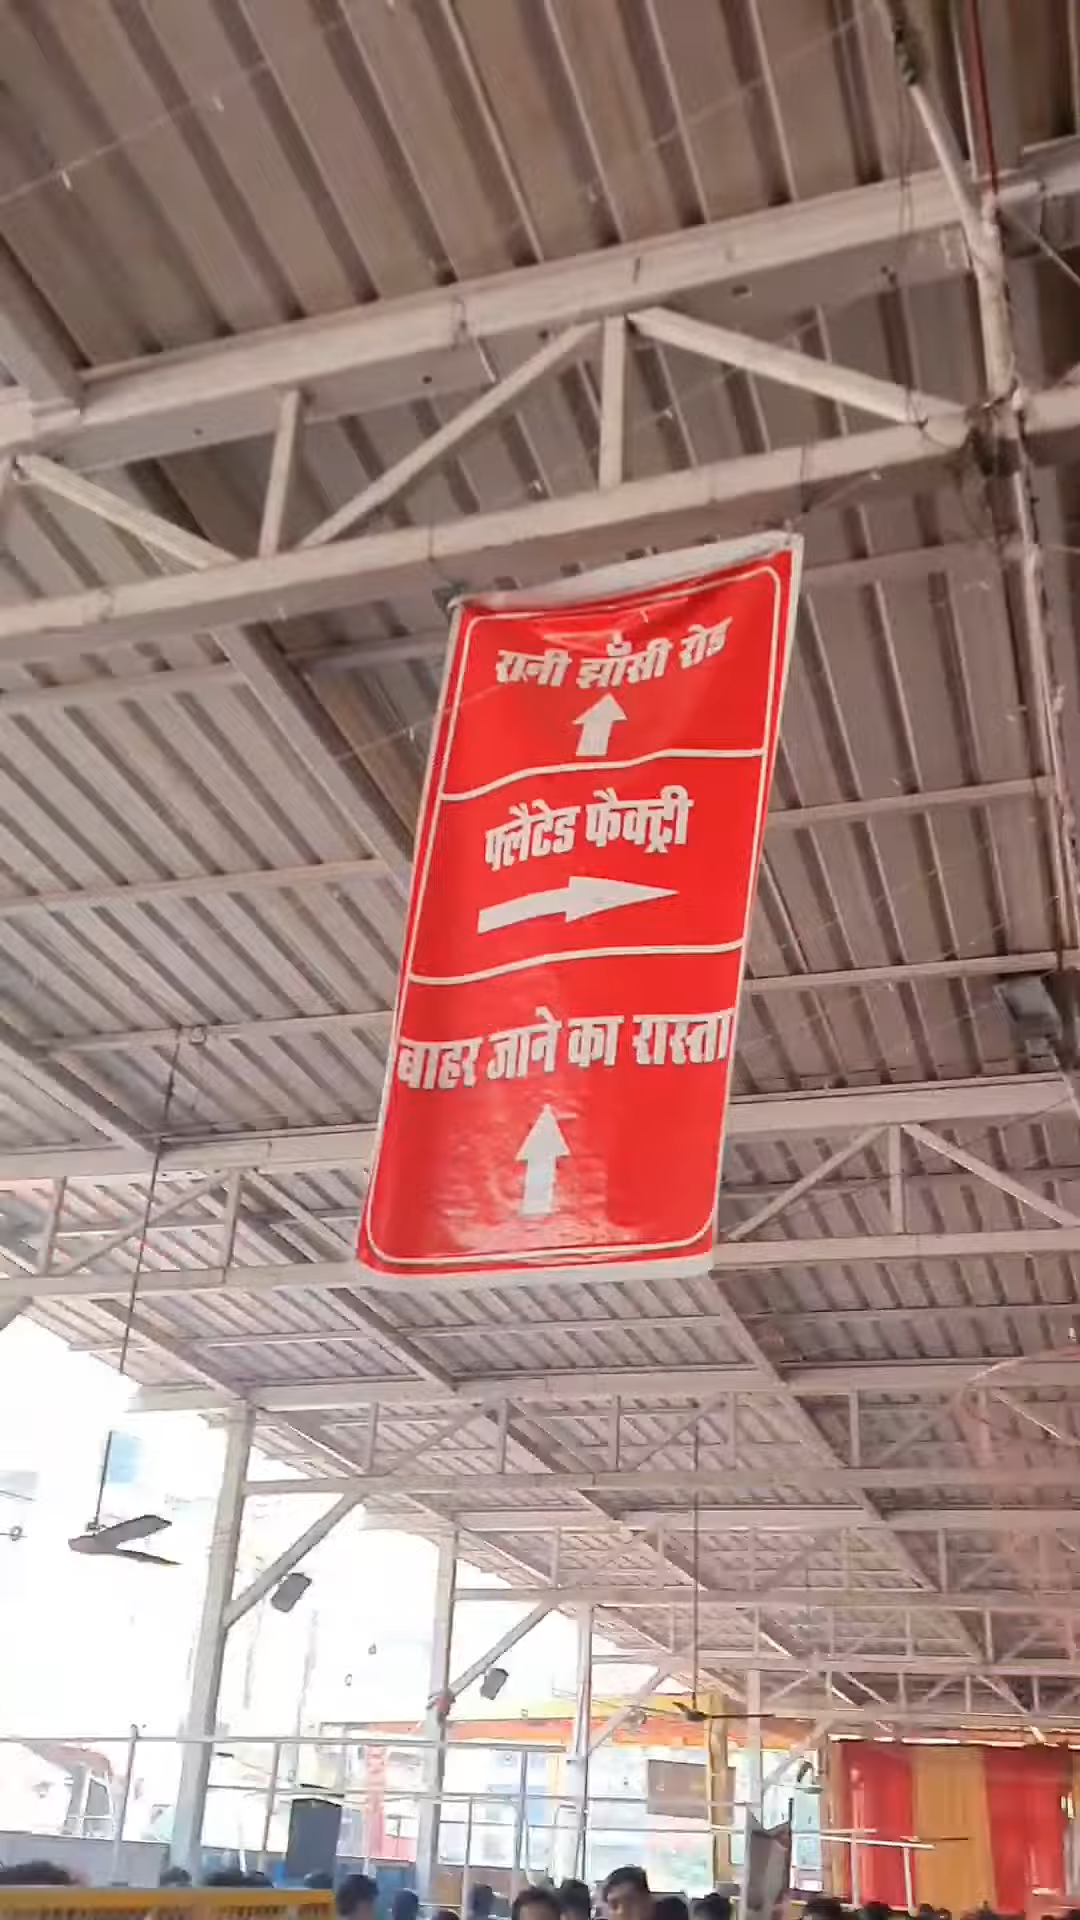 रानी झाँसी रोड
फ्लैटेड फैक्ट्री
बाहर जाने का रास्ता